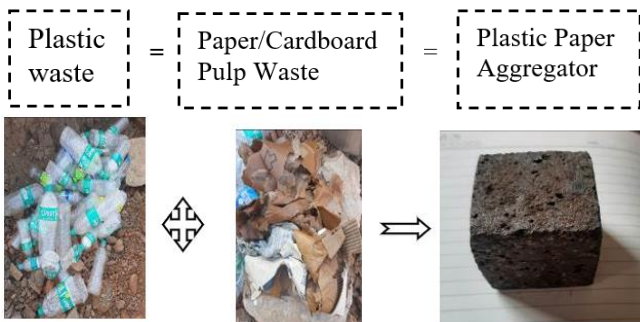 Plastic
waste
=
Paper/Cardboard
Pulp Waste
=
Plastic Paper
Aggregator